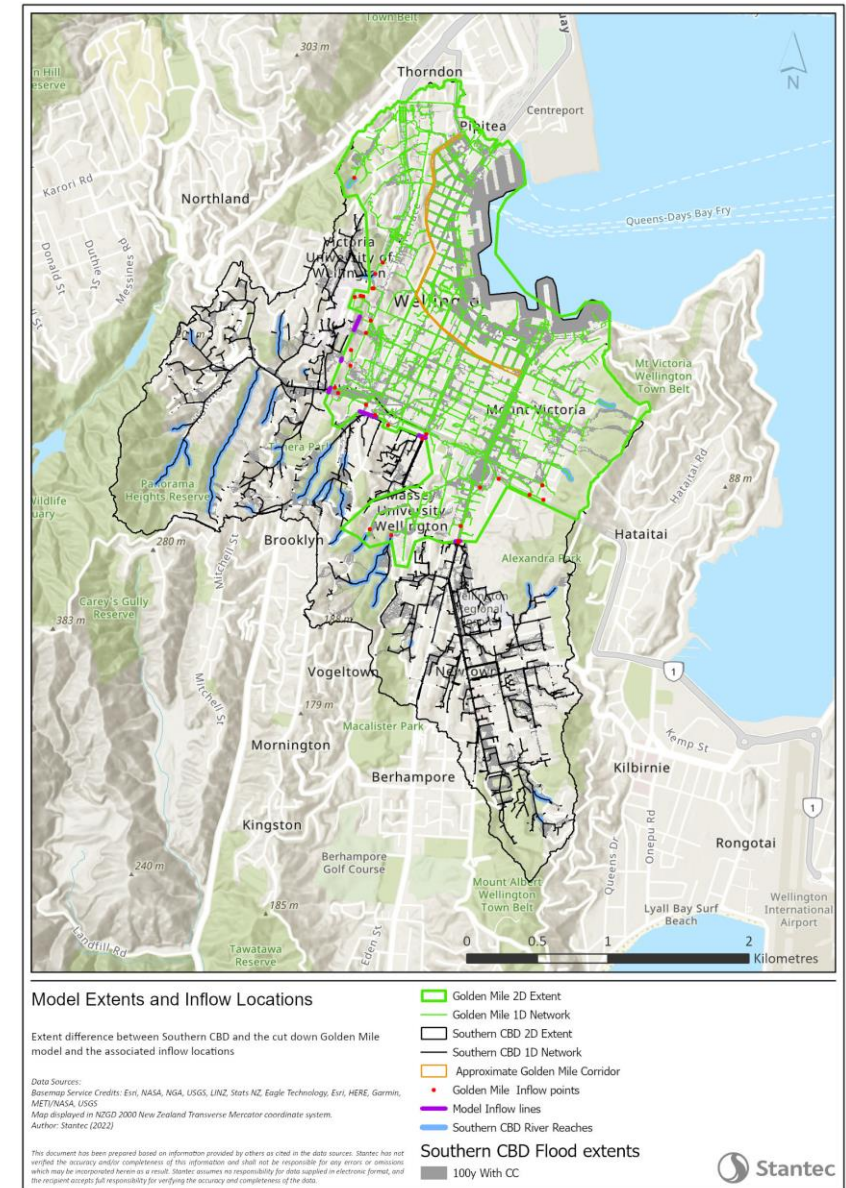 Town Belt
303 m
Thorndon
n Hill
eserve
Quay
N
Centreport
Pipitea
Karori Rd
Northland
Queens-Days Bay Fry
Donald St
Duthie St
Messines Rd
Victoria
University of
Wellington
Mt Victoria
Wellington
Town Belt
Mount Victoria
Hataitai Rd
88 m
Panorama
Heights Reserve
Wildlife
uary
Massey
University
Wellington
Brooklyn
Hataitai
280 m
Mitchell St
Alexandra Park
Carey's Gully
Reserve
383 m
188 m
Vogeltown
Newtown
1
Mitchell St
179 m
Macalister Park
Mornington
Kemp St
Berhampore
Kilbirnie
1
Kingston
Queens Dr
Onepu Rd
Rongotai
240 m
Berhampore
Golf Course
Mount Albert
Wellington
Town Belt
185 m
Eden St
Lyall Bay Surf
Beach
Wellington
International
Airport
Landfill Rd
Tawatawa
Reserve
0 0.5 1 2
Kilometres
Model Extents and Inflow Locations
Extent difference between Southern CBD and the cut down Golden Mile
model and the associated inflow locations
Data Sources:
Basemap Service Credits: Esri, NASA, NGA, USGS, LINZ, Stats NZ, Eagle Technology, Esri, HERE, Garmin,
METI/NASA, USGS
Map displayed in NZGD 2000 New Zealand Transverse Mercator coordinate system.
Author: Stantec (2022)
This document has been prepared based on information provided by others as cited in the data sources. Stantec has not
verified the accuracy and/or completeness of this information and shall not be responsible for any errors or omissions
which may be incorporated herein as a result. Stantec assumes no responsibility for data supplied in electronic format, and
the recipient accepts full responsibility for verifying the accuracy and completeness of the data.
Golden Mile 2D Extent
Golden Mile 1D Network
Southern CBD 2D Extent
Southern CBD 1D Network
Approximate Golden Mile Corridor
Golden Mile Inflow points
Model Inflow lines
Southern CBD River Reaches
Southern CBD Flood extents
100y With CC
Stantec